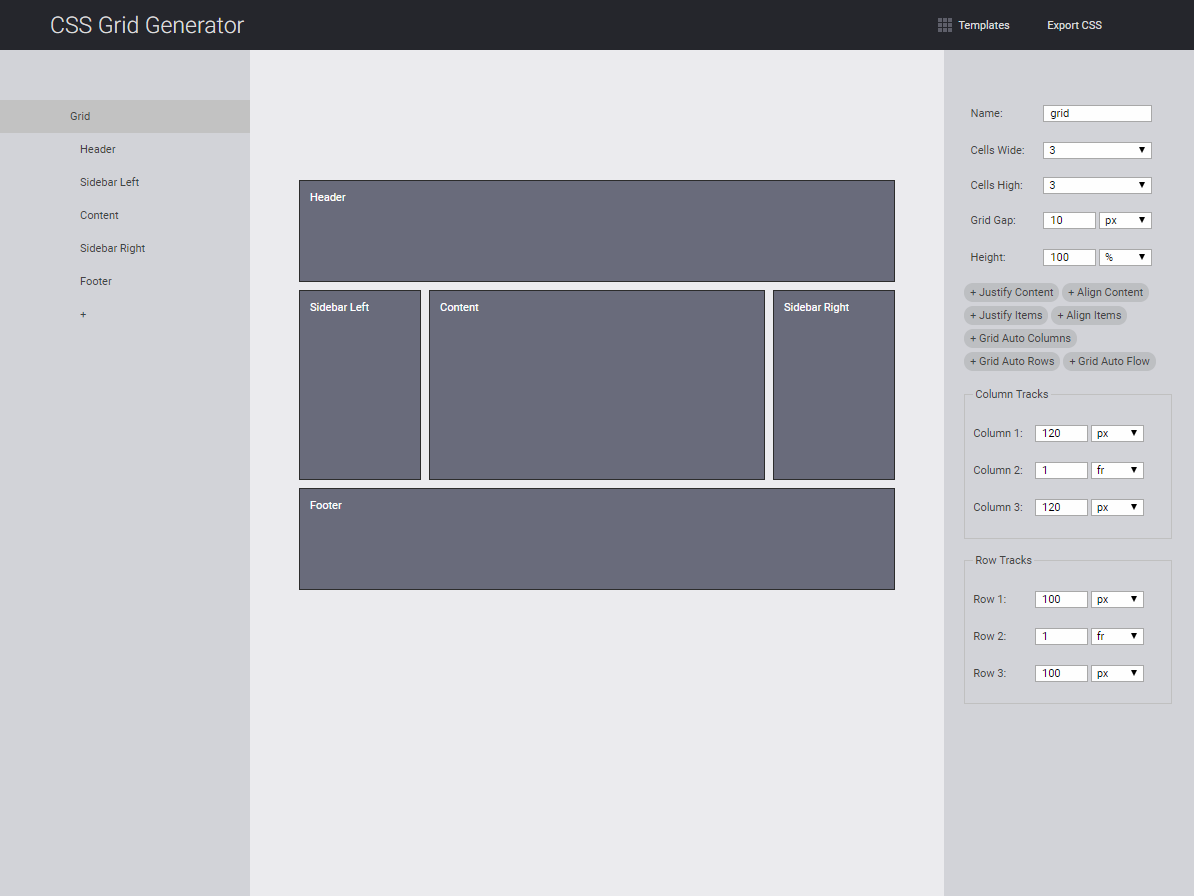 CSS Grid Generator
Templates
Export CSS
Grid
Header
Sidebar Left
Content
Sidebar Right
Footer
+
Header
Sidebar Left
Content
Sidebar Right
Footer
Name: grid
Cells Wide: 3
Cells High: 3
Grid Gap: 10 px
Height: 100 %
+ Justify Content + Align Content
+ Justify Items + Align Items
+ Grid Auto Columns
+ Grid Auto Rows + Grid Auto Flow
Column Tracks
Column 1: 120 px
Column 2: 1 fr
Column 3: 120 px
Row Tracks
Row 1: 100 px
Row 2: 1 fr
Row 3: 100 px